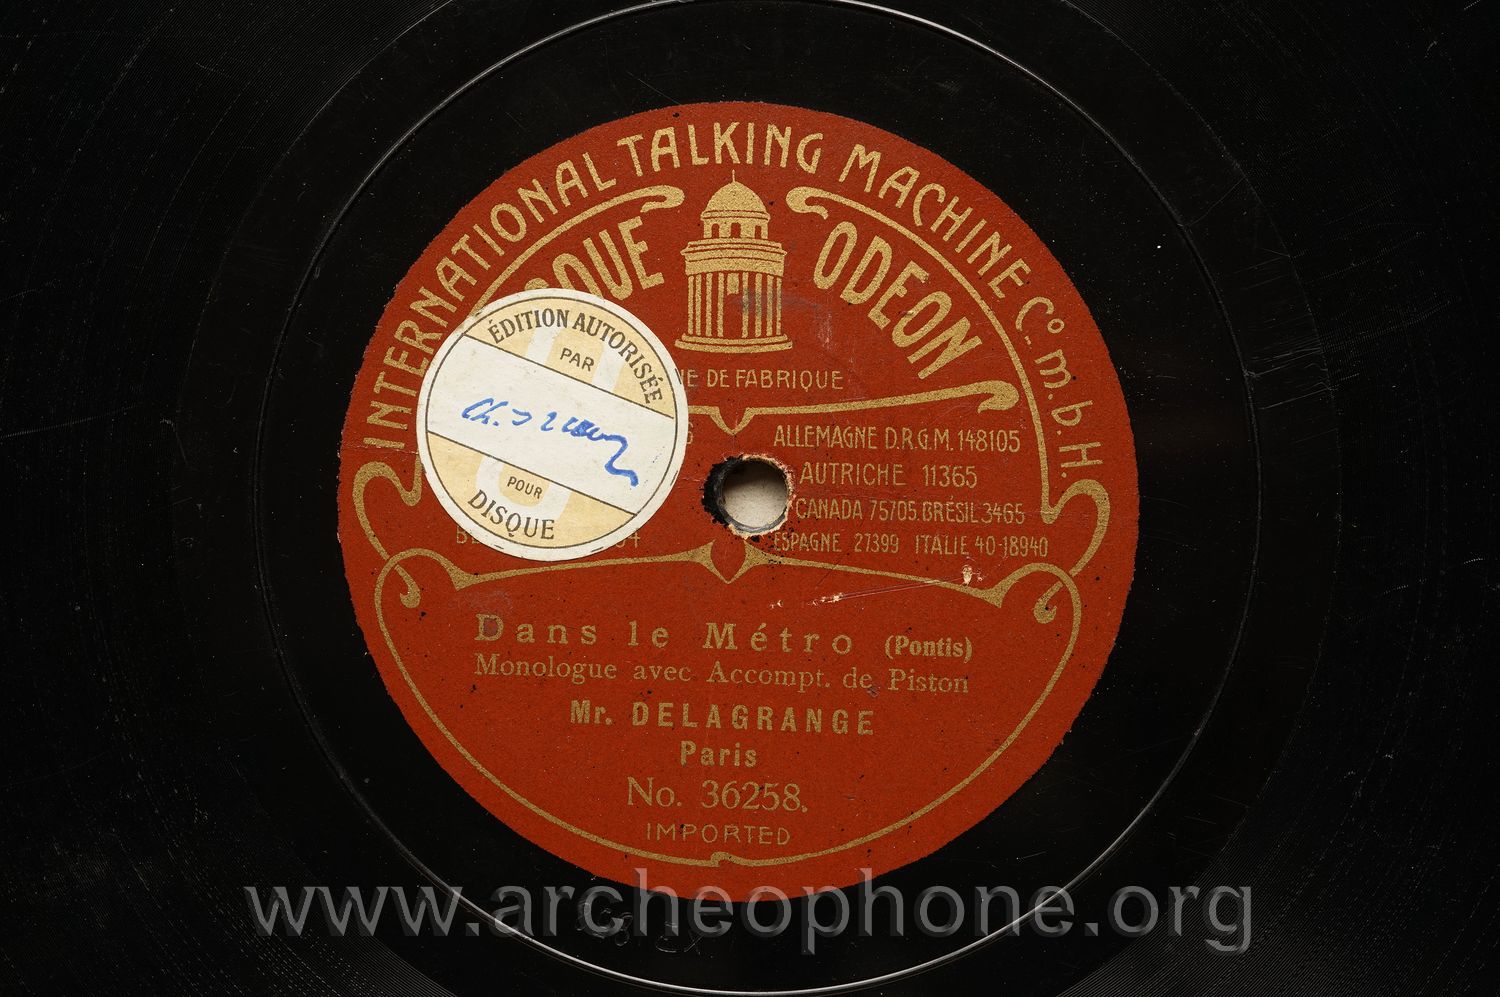 INTERNATIONAL TALKING MACHINE Co. m.b.H.
ODEON
DE FABRIQUE
ÉDITION AUTORISÉE
PAR
POUR
DISQUE
ALLEMAGNE D.R.G.M. 148105
AUTRICHE 11365
CANADA 75705. BRÉSIL 3465
ESPAGNE 27399 ITALIE 40-18940
Dans le Métro (Pontis)
Monologue avec Accompt. de Piston
Mr. DELAGRANGE
Paris
No. 36258.
IMPORTED
www.archeophone.org